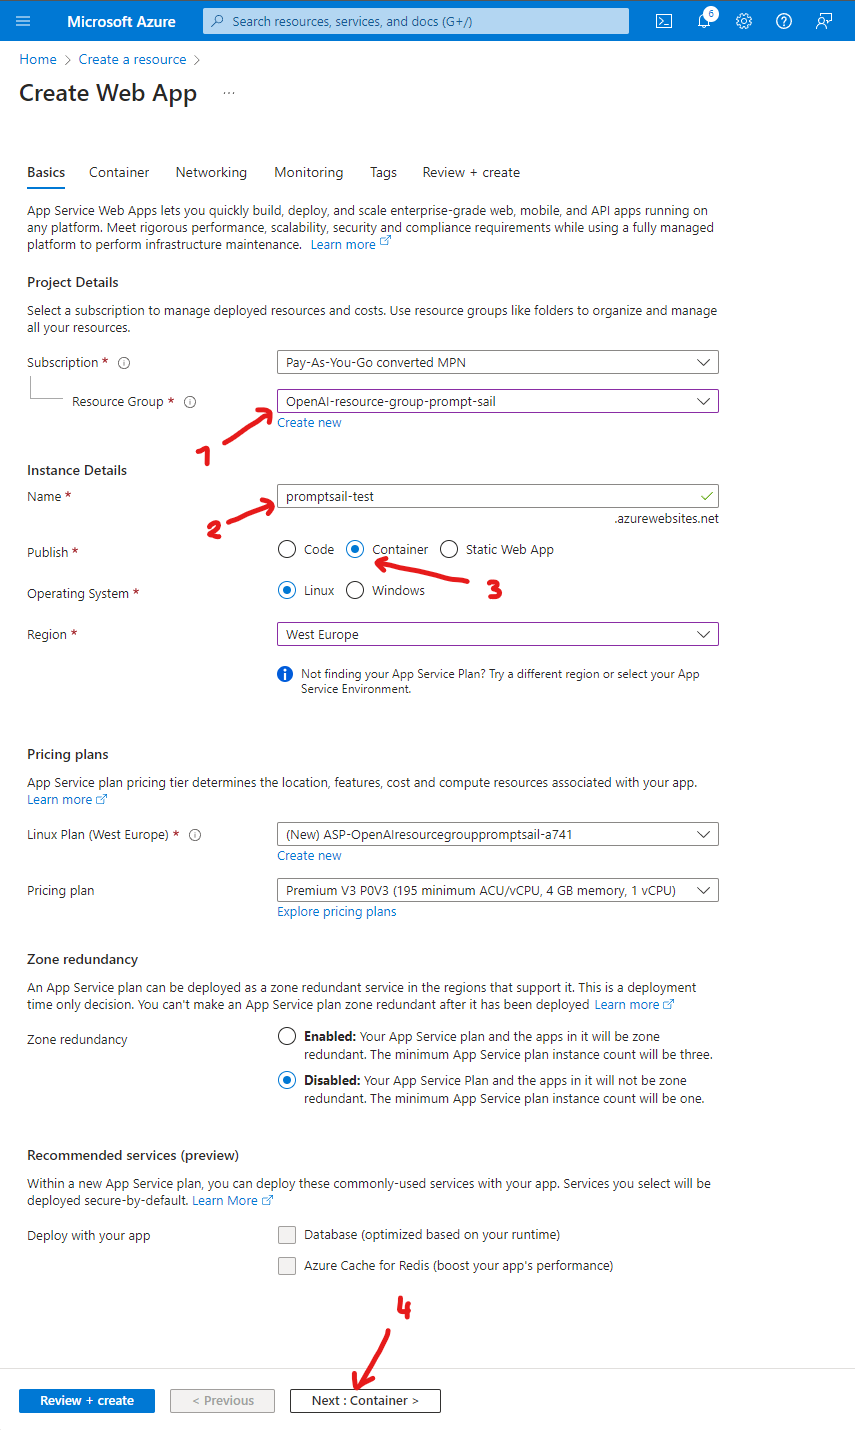 Microsoft Azure
Search resources, services, and docs (G+/)
6
Home > Create a resource >
Create Web App ...
Basics Container Networking Monitoring Tags Review + create
App Service Web Apps lets you quickly build, deploy, and scale enterprise-grade web, mobile, and API apps running on
any platform. Meet rigorous performance, scalability, security and compliance requirements while using a fully managed
platform to perform infrastructure maintenance. Learn more
Project Details
Select a subscription to manage deployed resources and costs. Use resource groups like folders to organize and manage
all your resources.
Subscription * Pay-As-You-Go converted MPN
Resource Group * OpenAI-resource-group-prompt-sail
Create new
1
Instance Details
Name * promptsail-test
.azurewebsites.net
2
Publish * Code Container Static Web App
3
Operating System * Linux Windows
Region * West Europe
Not finding your App Service Plan? Try a different region or select your App
Service Environment.
Pricing plans
App Service plan pricing tier determines the location, features, cost and compute resources associated with your app.
Learn more
Linux Plan (West Europe) * (New) ASP-OpenAIresourcegrouppromptsail-a741
Create new
Pricing plan Premium V3 P0V3 (195 minimum ACU/vCPU, 4 GB memory, 1 vCPU)
Explore pricing plans
Zone redundancy
An App Service plan can be deployed as a zone redundant service in the regions that support it. This is a deployment
time only decision. You can't make an App Service plan zone redundant after it has been deployed Learn more
Zone redundancy
Enabled: Your App Service plan and the apps in it will be zone
redundant. The minimum App Service plan instance count will be three.
Disabled: Your App Service Plan and the apps in it will not be zone
redundant. The minimum App Service plan instance count will be one.
Recommended services (preview)
Within a new App Service plan, you can deploy these commonly-used services with your app. Services you select will be
deployed secure-by-default. Learn More
Deploy with your app Database (optimized based on your runtime)
Azure Cache for Redis (boost your app's performance)
4
Review + create < Previous Next : Container >